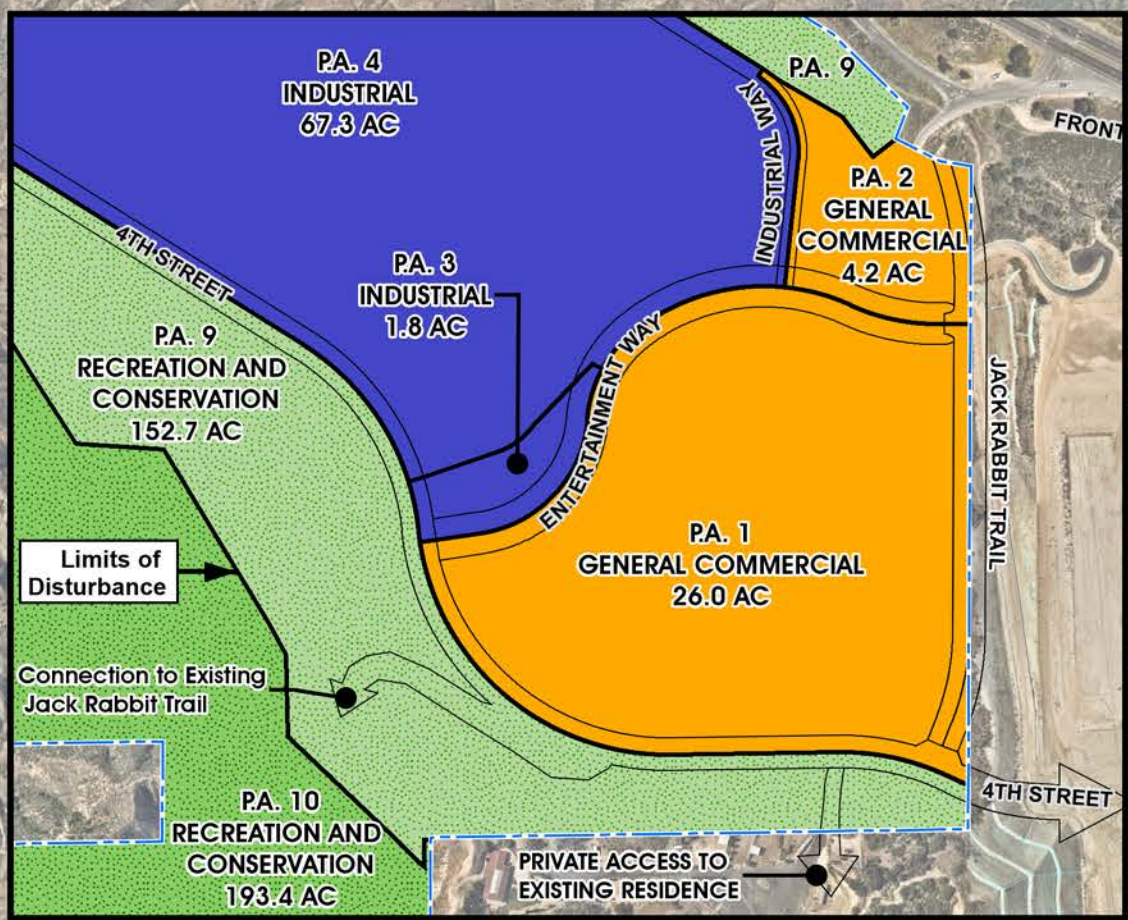 P.A. 4
INDUSTRIAL
67.3 AC
P.A. 9
INDUSTRIAL WAY
FRONT
P.A. 2
GENERAL
COMMERCIAL
4.2 AC
4TH STREET
P.A. 3
INDUSTRIAL
1.8 AC
P.A. 9
RECREATION AND
CONSERVATION
152.7 AC
ENTERTAINMENT WAY
JACK RABBIT TRAIL
P.A. 1
GENERAL COMMERCIAL
26.0 AC
Limits of
Disturbance
Connection to Existing
Jack Rabbit Trail
4TH STREET
P.A. 10
RECREATION AND
CONSERVATION
193.4 AC
PRIVATE ACCESS TO
EXISTING RESIDENCE